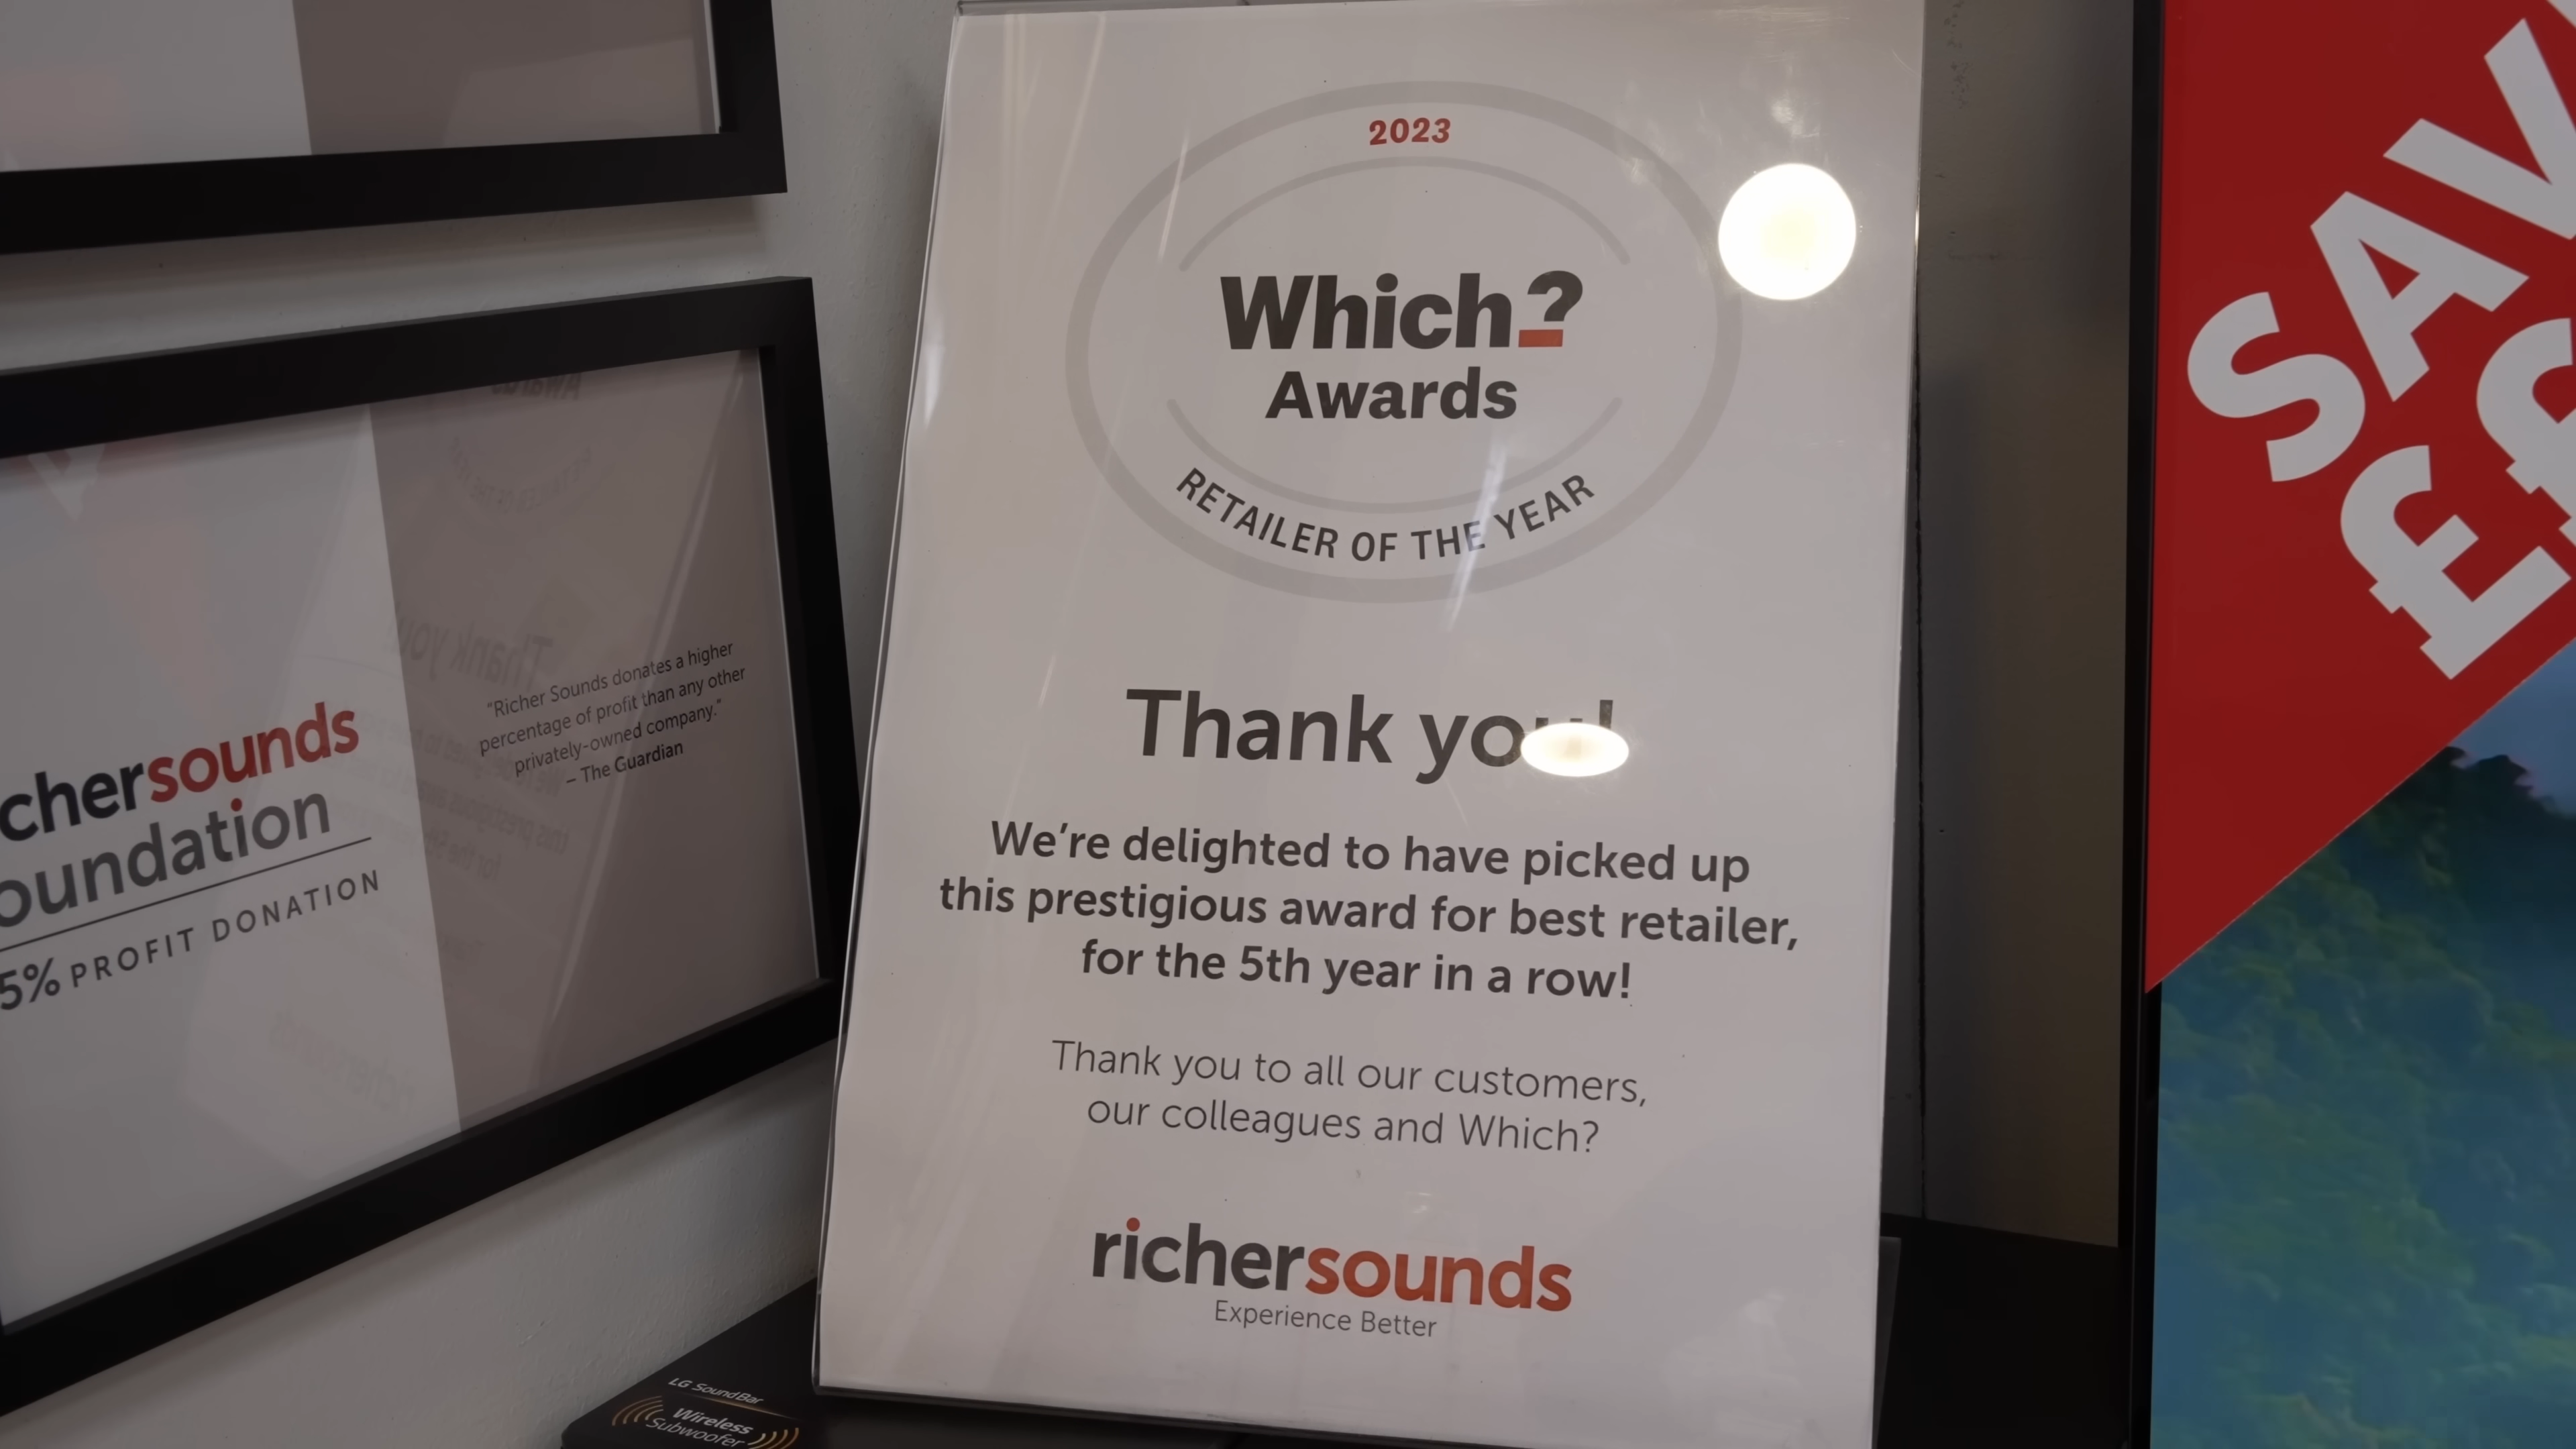 2023
Which?
Awards
RETAILER OF THE YEAR
Thank you!
We're delighted to have picked up
this prestigious award for best retailer,
for the 5th year in a row!
Thank you to all our customers,
our colleagues and Which?
richersounds
Experience Better
chersounds
oundation
5% PROFIT DONATION
"Richer Sounds donates a higher
percentage of profit than any other
privately-owned company."
– The Guardian
LG SoundBar
Wireless
Subwoofer
SAV
££